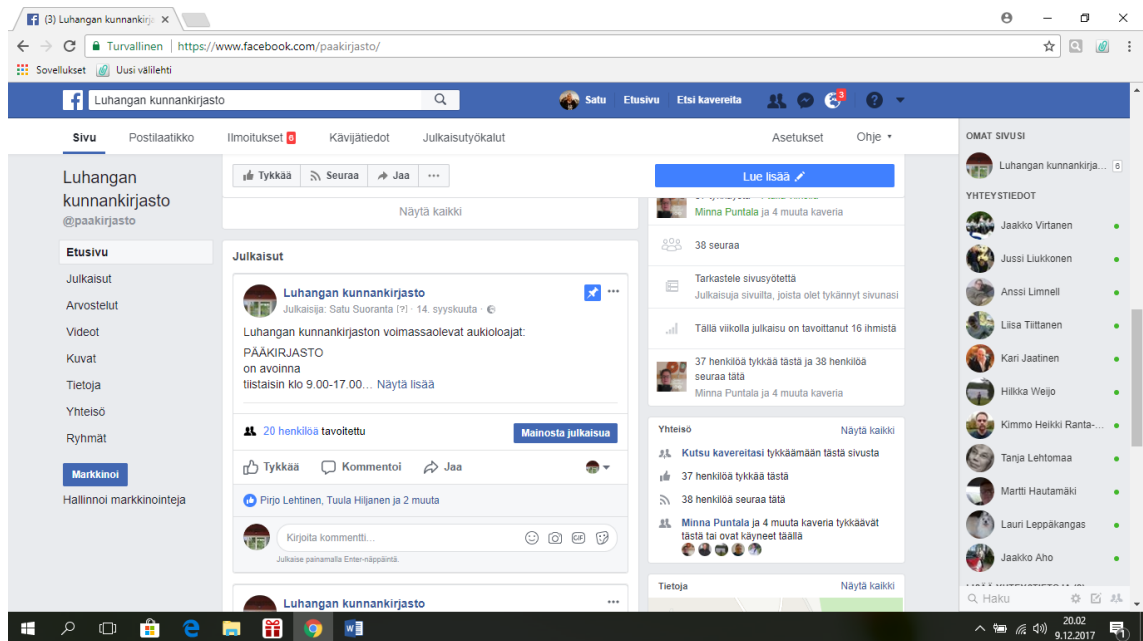 (3) Luhangan kunnankirja
Turvallinen | https://www.facebook.com/paakirjasto/
Sovellukset Uusi välilehti
Luhangan kunnankirjasto
Satu Etusivu Etsi kavereita 3
Sivu Postilaatikko Ilmoitukset 6 Kävijätiedot Julkaisutyökalut Asetukset Ohje
Luhangan
kunnankirjasto
@paakirjasto
Etusivu
Julkaisut
Arvostelut
Videot
Kuvat
Tietoja
Yhteisö
Ryhmät
Markkinoi
Hallinnoi markkinointeja
Tykkää Seuraa Jaa ...
Näytä kaikki
Julkaisut
Luhangan kunnankirjasto
Julkaisija: Satu Suoranta [?] · 14. syyskuuta ·
Luhangan kunnankirjaston voimassaolevat aukioloajat:
PÄÄKIRJASTO
on avoinna
tiistaisin klo 9.00-17.00... Näytä lisää
20 henkilöä tavoitettu
Mainosta julkaisua
Tykkää Kommentoi Jaa
Pirjo Lehtinen, Tuula Hiljanen ja 2 muuta
Kirjoita kommentti...
GIF
Julkaise painamalla Enter-näppäintä.
Luhangan kunnankirjasto
Lue lisää
Minna Puntala ja 4 muuta kaveria
38 seuraa
Tarkastele sivusyötettä
Julkaisuja sivuilta, joista olet tykännyt sivunasi
Tällä viikolla julkaisu on tavoittanut 16 ihmistä
37 henkilöä tykkää tästä ja 38 henkilöä
seuraa tätä
Minna Puntala ja 4 muuta kaveria
Yhteisö Näytä kaikki
Kutsu kavereitasi tykkäämään tästä sivusta
37 henkilöä tykkää tästä
38 henkilöä seuraa tätä
Minna Puntala ja 4 muuta kaveria tykkäävät
tästä tai ovat käyneet täällä
Tietoja Näytä kaikki
OMAT SIVUSI
Luhangan kunnankirja... 6
YHTEYSTIEDOT
Jaakko Virtanen
Jussi Liukkonen
Anssi Limnell
Liisa Tiittanen
Kari Jaatinen
Hilkka Weijo
Kimmo Heikki Ranta-...
Tanja Lehtomaa
Martti Hautamäki
Lauri Leppäkangas
Jaakko Aho
Haku
20.02
9.12.2017